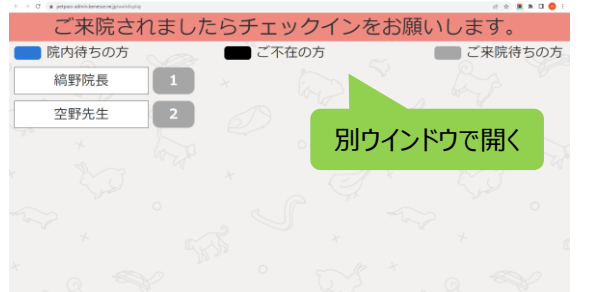 ご来院されましたらチェックインをお願いします。
院内待ちの方 ご不在の方 ご来院待ちの方
縞野院長 1
空野先生 2
別ウインドウで開く